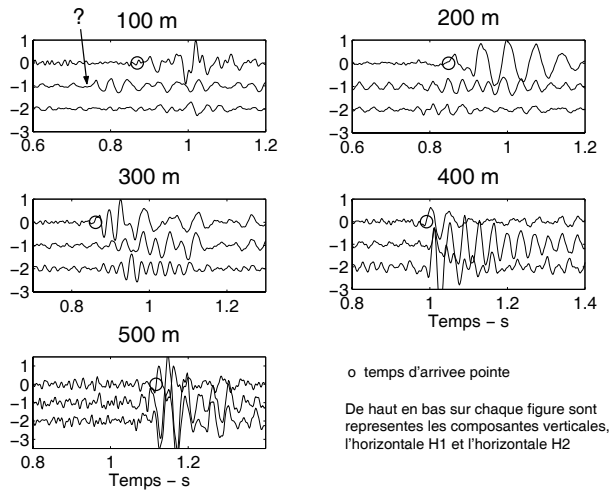 ?
100 m
200 m
1
0
−1
−2
−3
0.6 0.8 1 1.2
1
0
−1
−2
−3
0.6 0.8 1 1.2
300 m
400 m
1
0
−1
−2
−3
0.8 1 1.2
1
0
−1
−2
−3
0.8 1 1.2 1.4
Temps − s
500 m
1
0
−1
−2
−3
0.8 1 1.2 1.4
Temps − s
o temps d'arrivee pointe
De haut en bas sur chaque figure sont
representes les composantes verticales,
l'horizontale H1 et l'horizontale H2